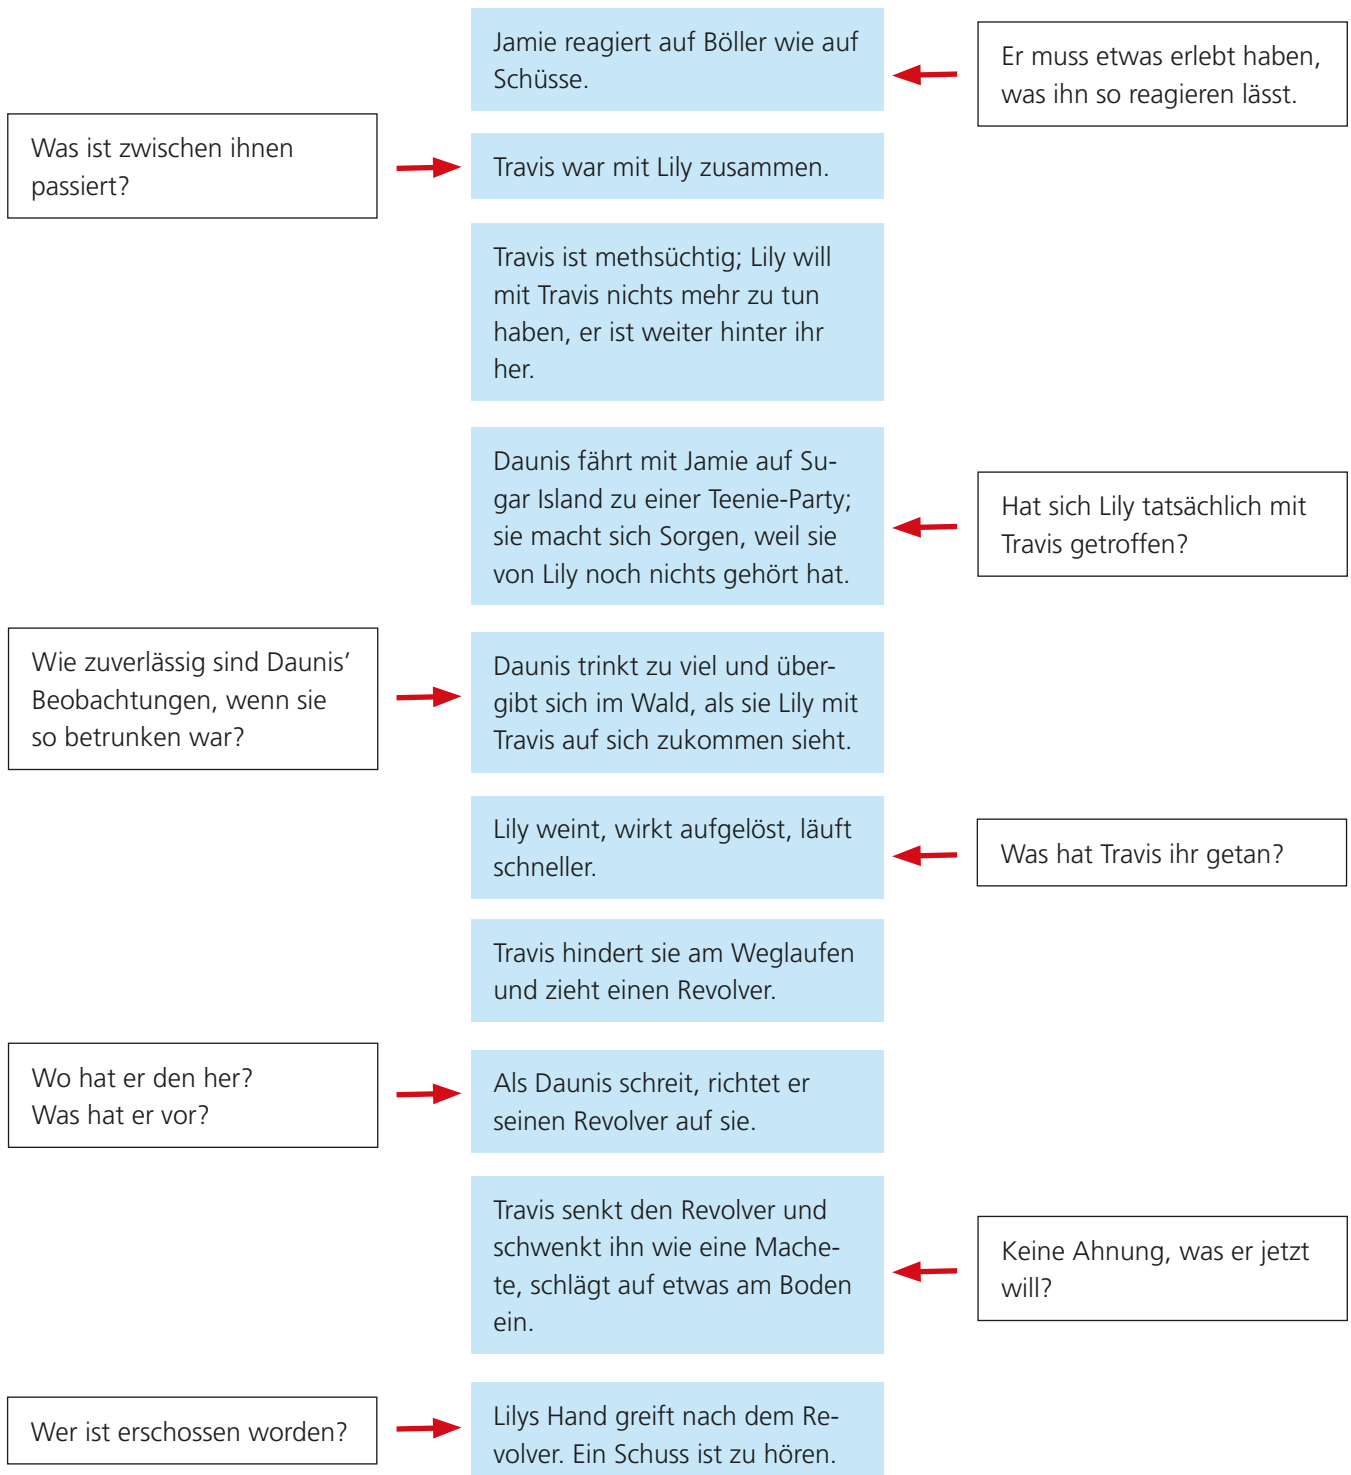 Jamie reagiert auf Böller wie auf
Schüsse.
Er muss etwas erlebt haben,
was ihn so reagieren lässt.
Was ist zwischen ihnen
passiert?
Travis war mit Lily zusammen.
Travis ist methsüchtig; Lily will
mit Travis nichts mehr zu tun
haben, er ist weiter hinter ihr
her.
Daunis fährt mit Jamie auf Su-
gar Island zu einer Teenie-Party;
sie macht sich Sorgen, weil sie
von Lily noch nichts gehört hat.
Hat sich Lily tatsächlich mit
Travis getroffen?
Wie zuverlässig sind Daunis’
Beobachtungen, wenn sie
so betrunken war?
Daunis trinkt zu viel und über-
gibt sich im Wald, als sie Lily mit
Travis auf sich zukommen sieht.
Lily weint, wirkt aufgelöst, läuft
schneller.
Was hat Travis ihr getan?
Travis hindert sie am Weglaufen
und zieht einen Revolver.
Wo hat er den her?
Was hat er vor?
Als Daunis schreit, richtet er
seinen Revolver auf sie.
Travis senkt den Revolver und
schwenkt ihn wie eine Mache-
te, schlägt auf etwas am Boden
ein.
Keine Ahnung, was er jetzt
will?
Wer ist erschossen worden?
Lilys Hand greift nach dem Re-
volver. Ein Schuss ist zu hören.